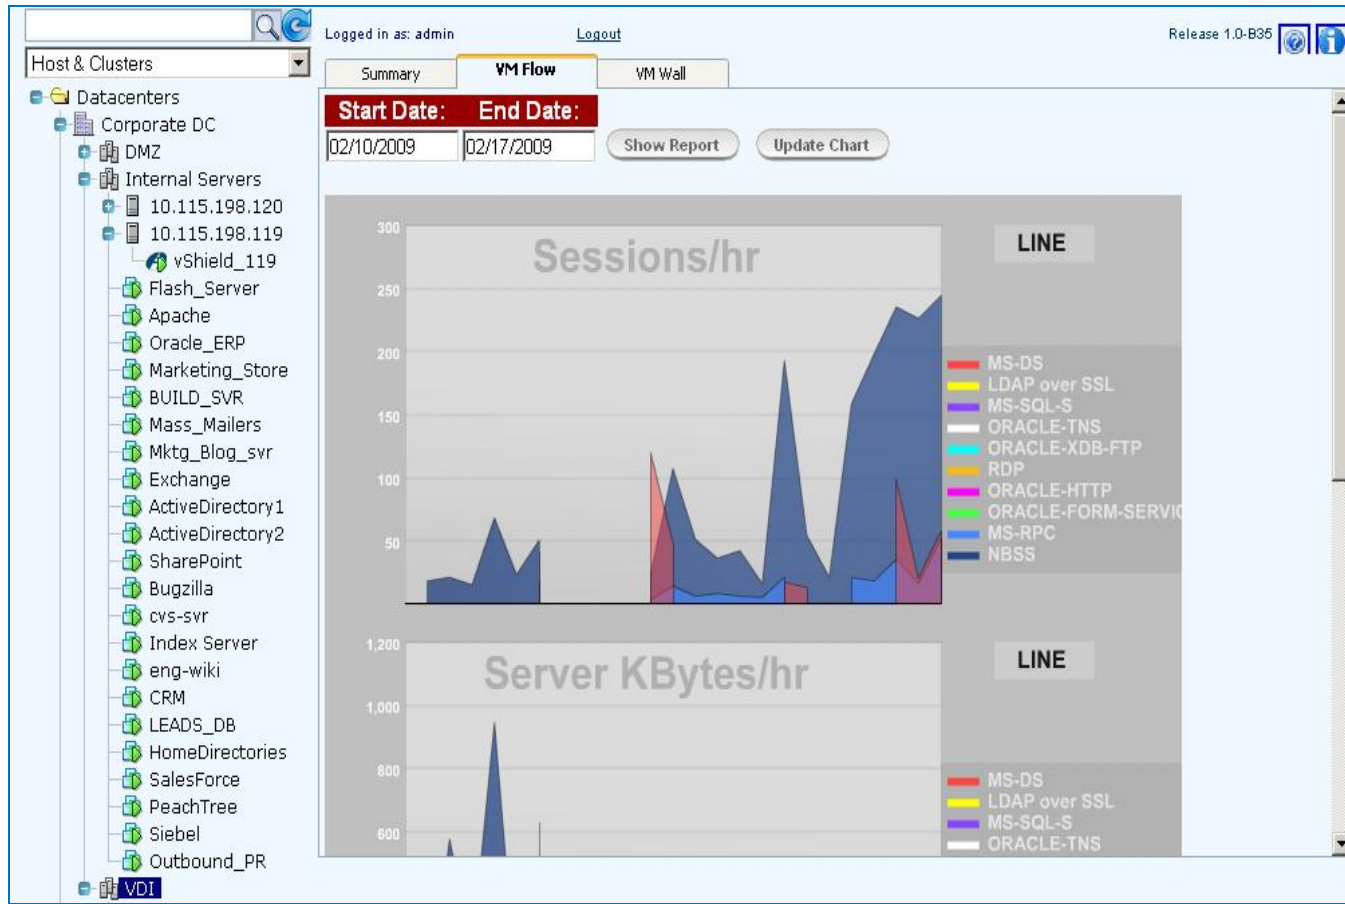 Logged in as: admin
Logout
Release 1.0-B35
Host & Clusters
Datacenters
Corporate DC
DMZ
Internal Servers
10.115.198.120
10.115.198.119
vShield_119
Flash_Server
Apache
Oracle_ERP
Marketing_Store
BUILD_SVR
Mass_Mailers
Mktg_Blog_svr
Exchange
ActiveDirectory1
ActiveDirectory2
SharePoint
Bugzilla
cvs-svr
Index Server
eng-wiki
CRM
LEADS_DB
HomeDirectories
SalesForce
PeachTree
Siebel
Outbound_PR
VDI
Summary
VM Flow
VM Wall
Start Date:
End Date:
02/10/2009
02/17/2009
Show Report
Update Chart
Sessions/hr
300
250
200
150
100
50
LINE
MS-DS
LDAP over SSL
MS-SQL-S
ORACLE-TNS
ORACLE-XDB-FTP
RDP
ORACLE-HTTP
ORACLE-FORM-SERVIC
MS-RPC
NBSS
Server KBytes/hr
1,200
1,000
800
600
LINE
MS-DS
LDAP over SSL
MS-SQL-S
ORACLE-TNS